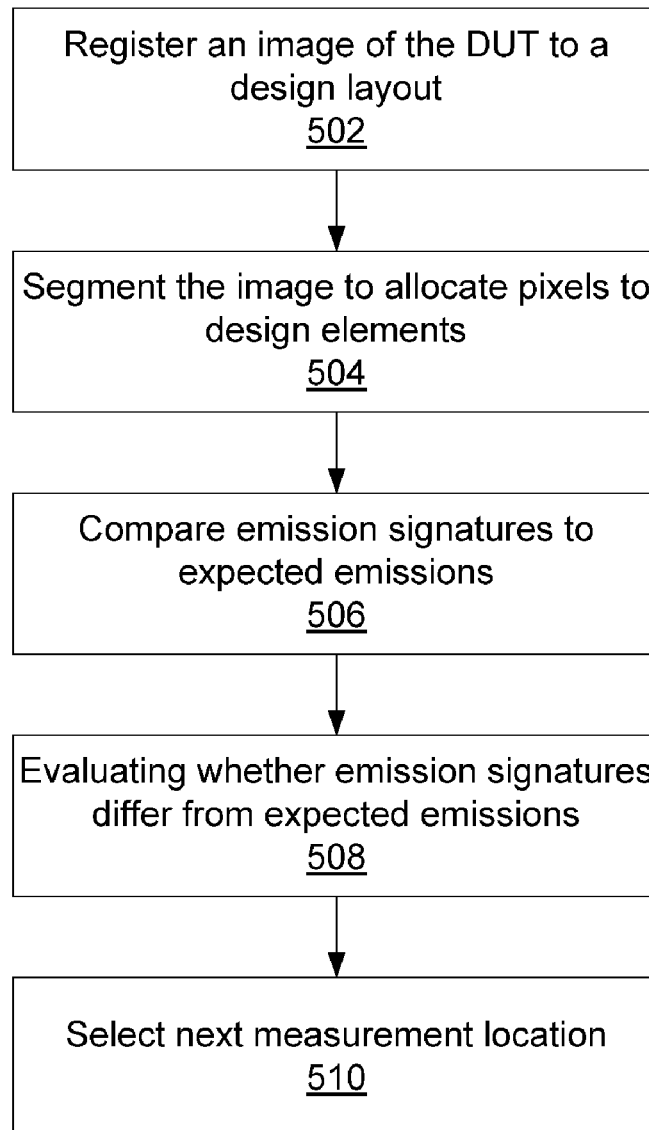 Register an image of the DUT to a
design layout
502
Segment the image to allocate pixels to
design elements
504
Compare emission signatures to
expected emissions
506
Evaluating whether emission signatures
differ from expected emissions
508
Select next measurement location
510